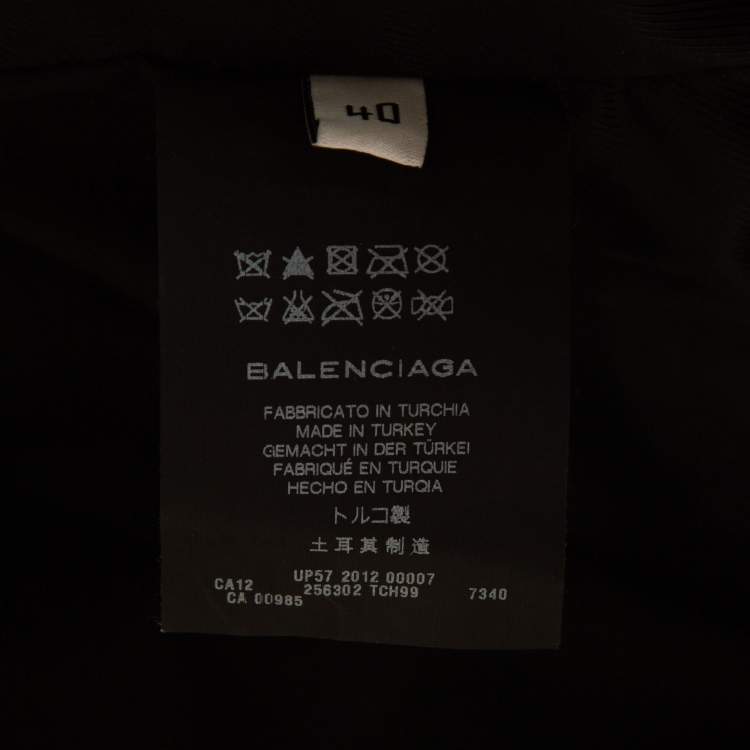 40
BALENCIAGA
FABBRICATO IN TURCHIA
MADE IN TURKEY
GEMACHT IN DER TÜRKEI
FABRIQUÉ EN TURQUIE
HECHO EN TURQIA
トルコ製
土耳其制造
UP57 2012 00007
CA12 256302 TCH99 7340
CA 00985